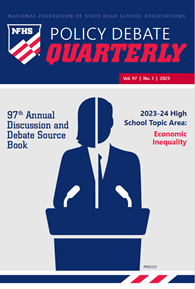 NATIONAL FEDERATION OF STATE HIGH SCHOOL ASSOCIATIONS
NFHS
POLICY DEBATE
QUARTERLY
Vol. 97 | No. 1 | 2023
97th Annual
Discussion and
Debate Source
Book
2023-24 High
School Topic Area:
Economic
Inequality